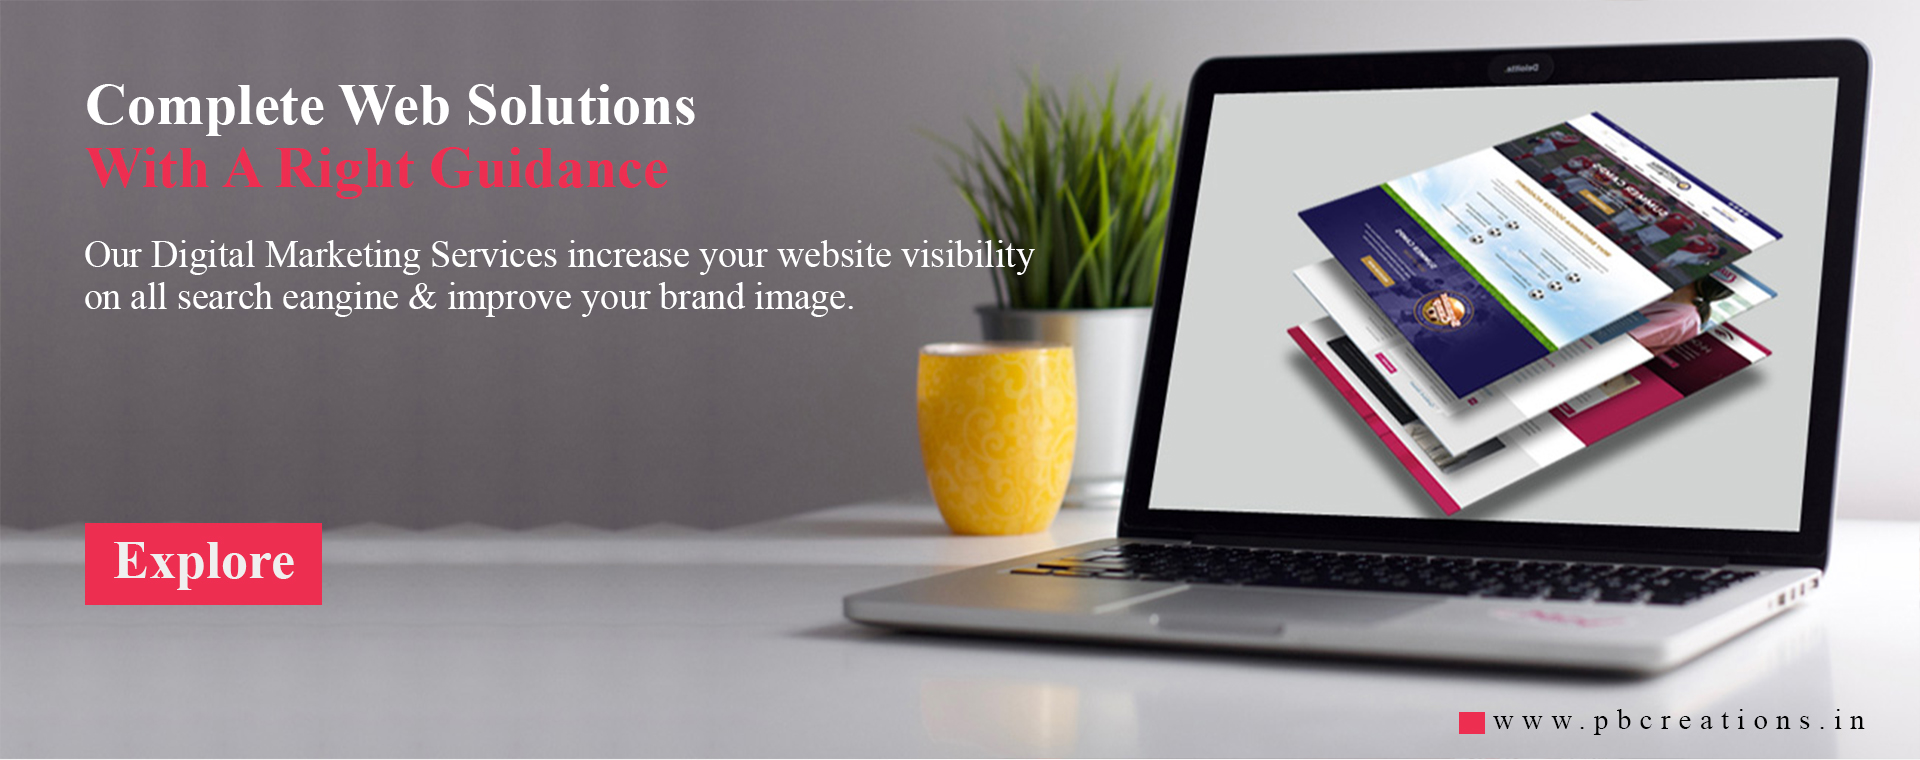 Complete Web Solutions
With A Right Guidance
Our Digital Marketing Services increase your website visibility
on all search eangine & improve your brand image.
Explore
www.pbcreations.in